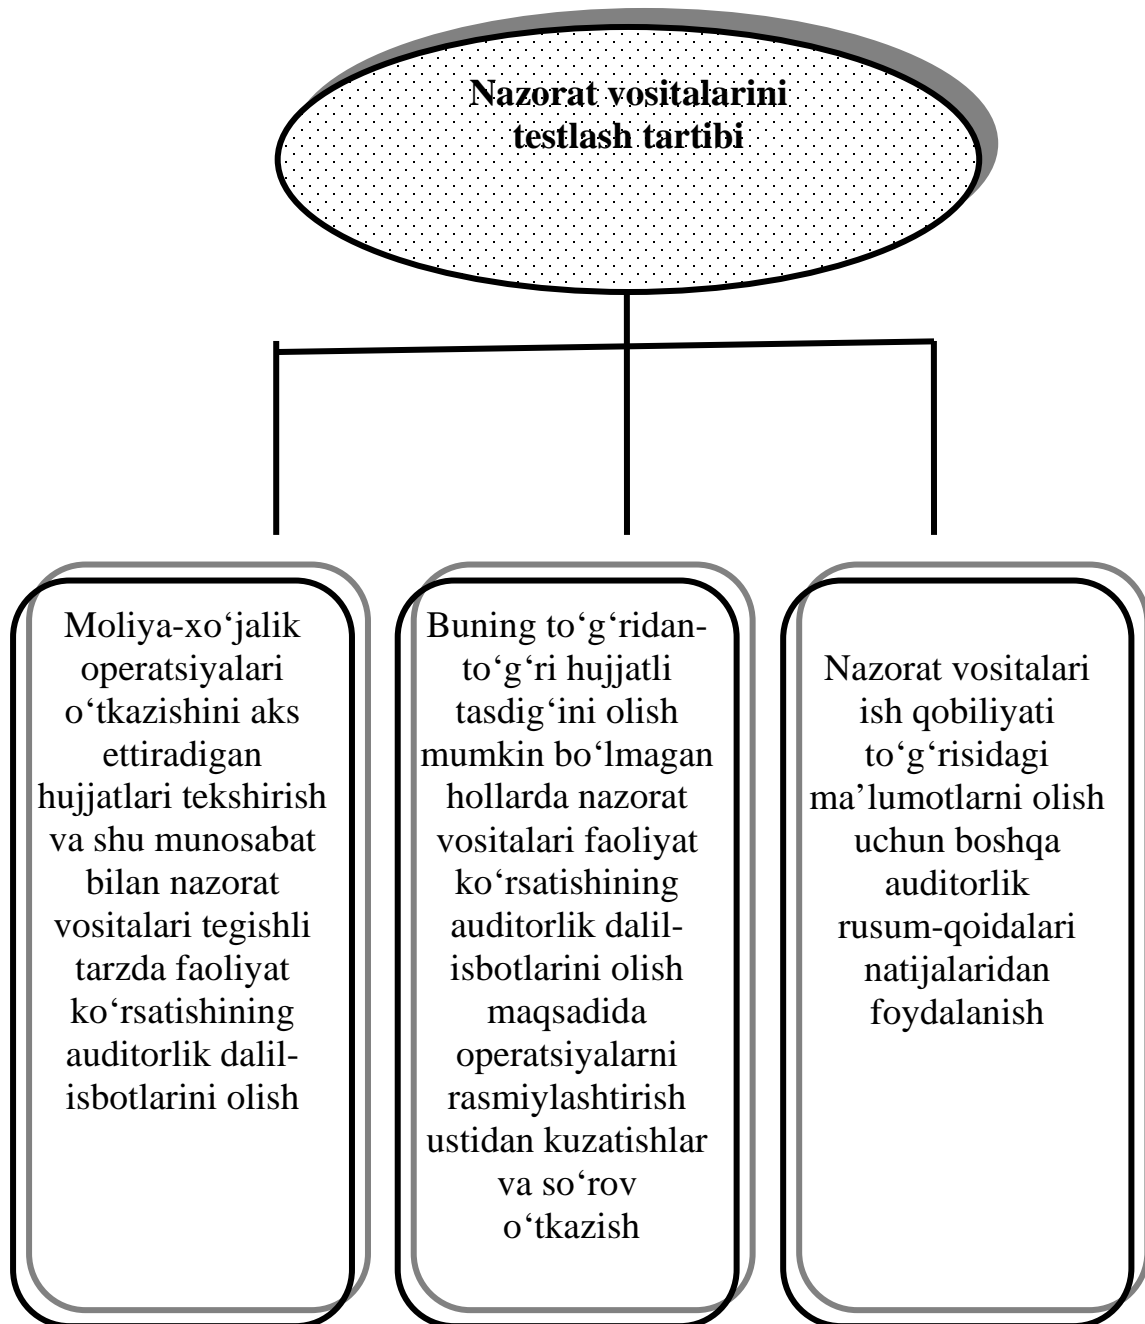 Nazorat vositalarini
testlash tartibi
Moliya-xo‘jalik
operatsiyalari
o‘tkazishini aks
ettiradigan
hujjatlari tekshirish
va shu munosabat
bilan nazorat
vositalari tegishli
tarzda faoliyat
ko‘rsatishining
auditorlik dalil-
isbotlarini olish
Buning to‘g‘ridan-
to‘g‘ri hujjatli
tasdig‘ini olish
mumkin bo‘lmagan
hollarda nazorat
vositalari faoliyat
ko‘rsatishining
auditorlik dalil-
isbotlarini olish
maqsadida
operatsiyalarni
rasmiylashtirish
ustidan kuzatishlar
va so‘rov
o‘tkazish
Nazorat vositalari
ish qobiliyati
to‘g‘risidagi
ma’lumotlarni olish
uchun boshqa
auditorlik
rusum-qoidalari
natijalaridan
foydalanish